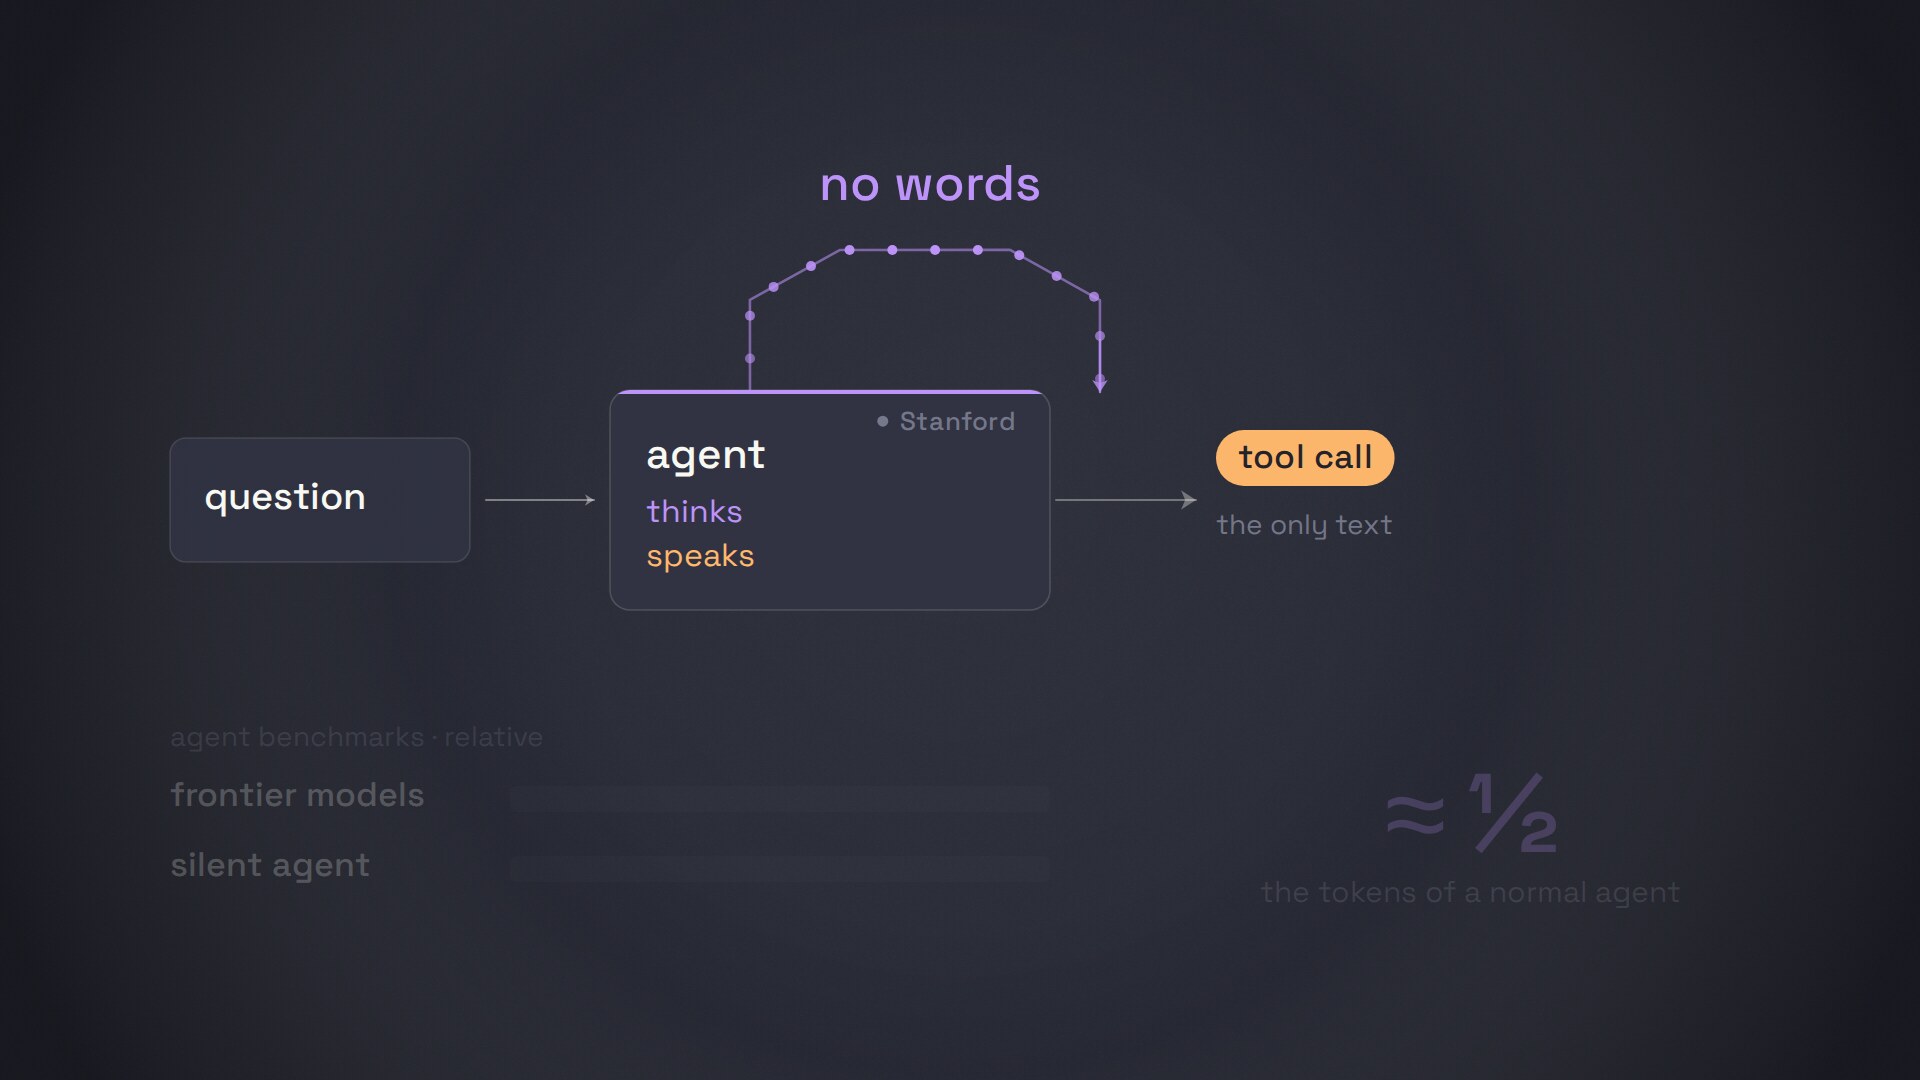 no words
Stanford
agent
thinks
speaks
question
tool call
the only text
agent benchmarks · relative
frontier models
silent agent
≈ ½
the tokens of a normal agent